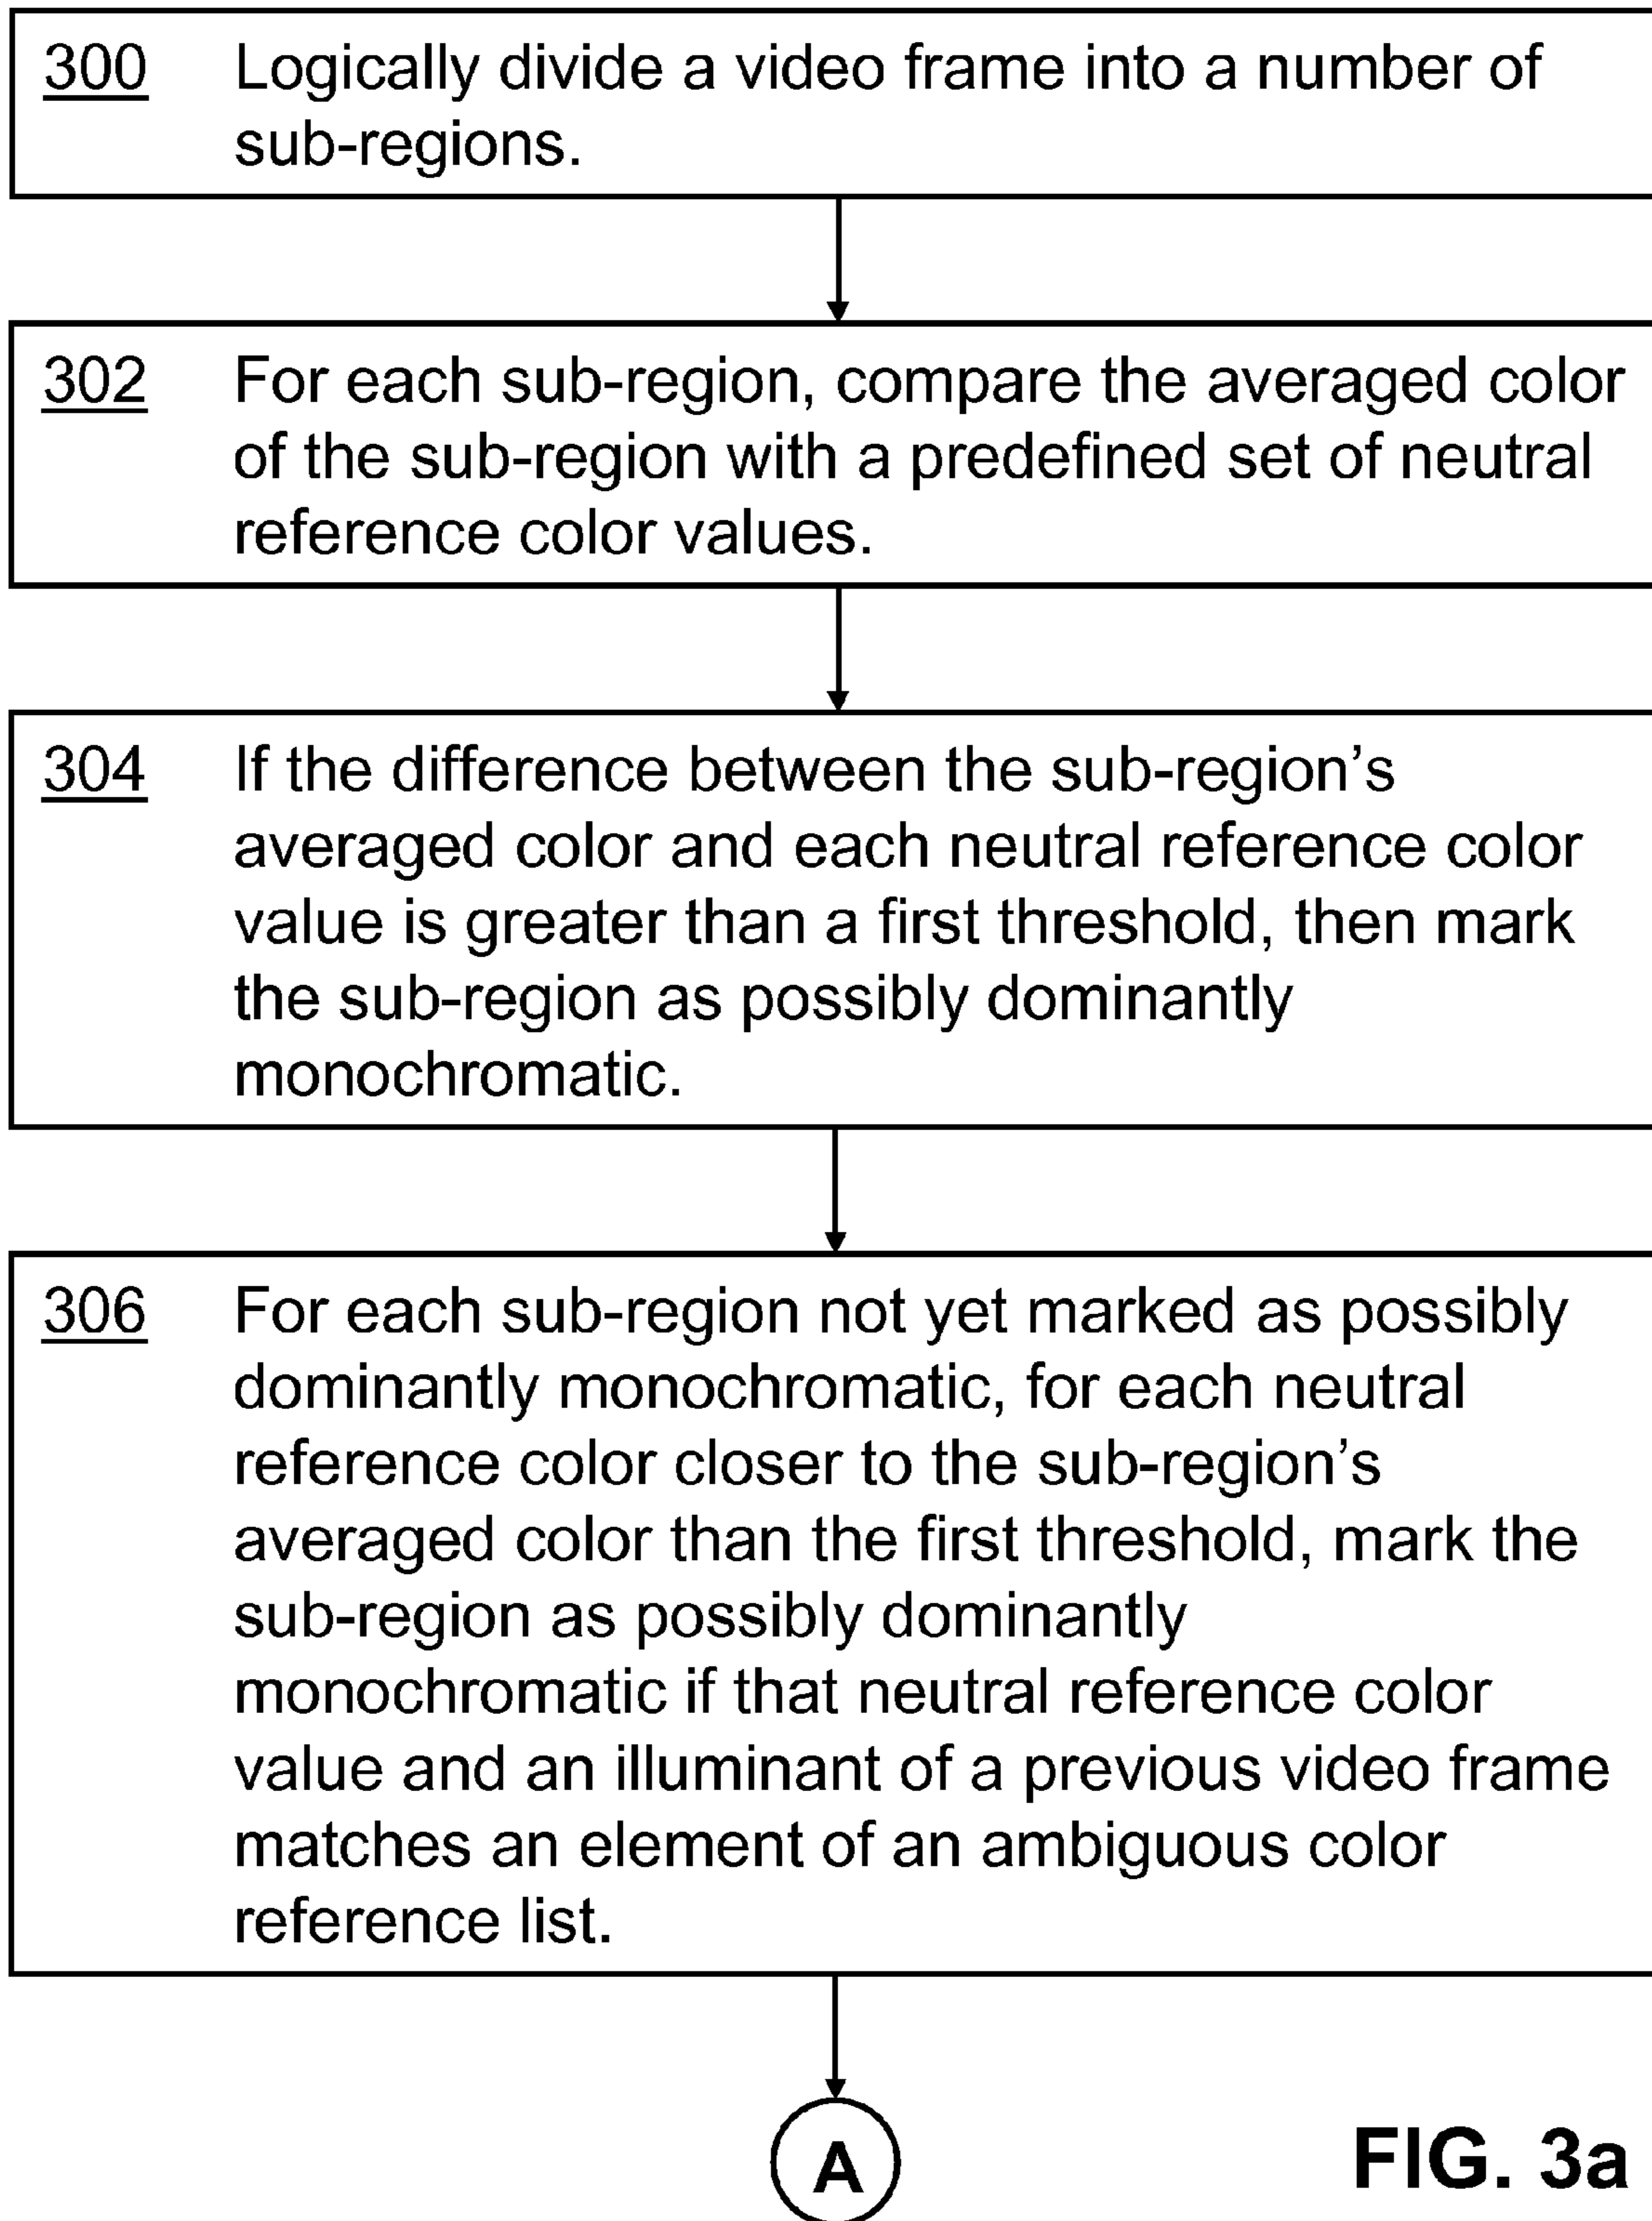 300 Logically divide a video frame into a number of
sub-regions.
302 For each sub-region, compare the averaged color
of the sub-region with a predefined set of neutral
reference color values.
304 If the difference between the sub-region’s
averaged color and each neutral reference color
value is greater than a first threshold, then mark
the sub-region as possibly dominantly
monochromatic.
306 For each sub-region not yet marked as possibly
dominantly monochromatic, for each neutral
reference color closer to the sub-region’s
averaged color than the first threshold, mark the
sub-region as possibly dominantly
monochromatic if that neutral reference color
value and an illuminant of a previous video frame
matches an element of an ambiguous color
reference list.
A
FIG. 3a